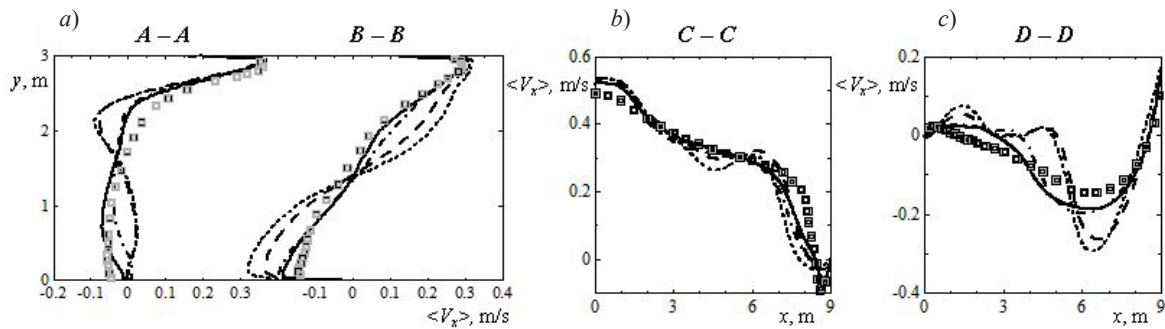 a)
A – A
B – B
y, m
3
2
1
0
-0.2 -0.1 0 0.1 0.2 0.3 -0.1 0 0.1 0.2 0.3 0.4
<Vx>, m/s
b)
C – C
<Vx>, m/s
0.6
0.4
0.2
0
0 3 6 9
x, m
c)
D – D
<Vx>, m/s
0.2
0
-0.2
-0.4
0 3 6 9
x, m